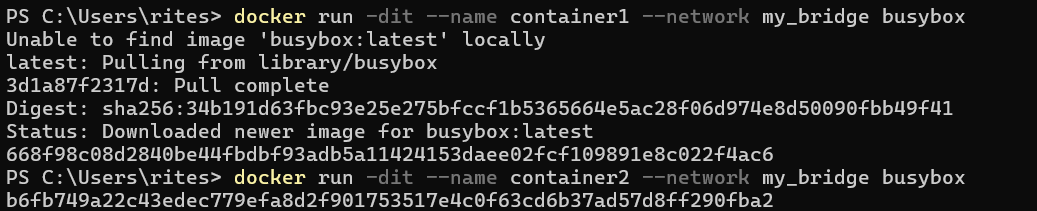 PS C:\Users\rites> docker run -dit --name container1 --network my_bridge busybox
Unable to find image 'busybox:latest' locally
latest: Pulling from library/busybox
3d1a87f2317d: Pull complete
Digest: sha256:34b191d63fbc93e25e275bfccf1b5365664e5ac28f06d974e8d50090fbb49f41
Status: Downloaded newer image for busybox:latest
668f98c08d2840be44fbdbf93adb5a11424153daee02fcf109891e8c022f4ac6
PS C:\Users\rites> docker run -dit --name container2 --network my_bridge busybox
b6fb749a22c43edec779efa8d2f901753517e4c0f63cd6b37ad57d8ff290fba2